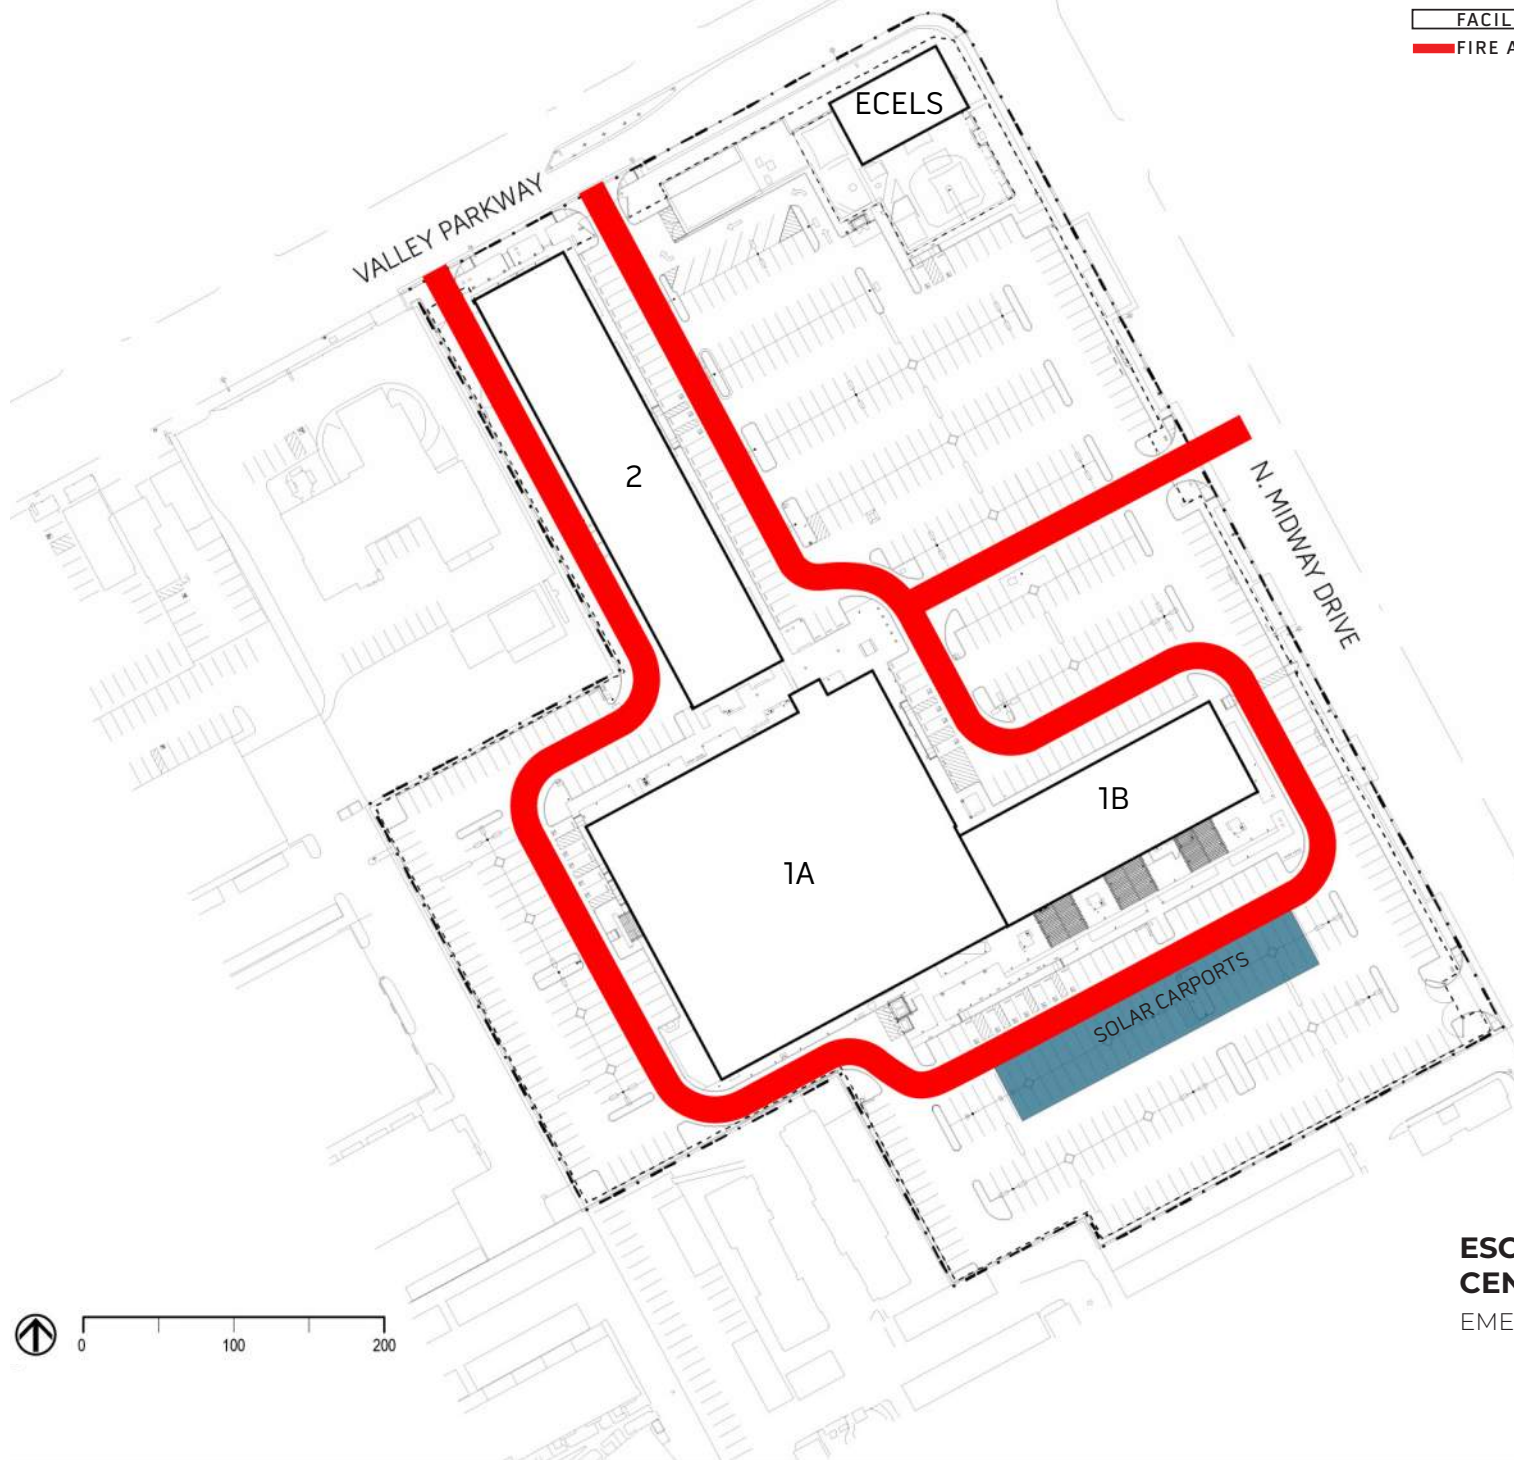 FACIL
FIRE A
ECELS
VALLEY PARKWAY
2
N. MIDWAY DRIVE
1B
1A
SOLAR CARPORTS
ESC
CEN
EME
0 100 200